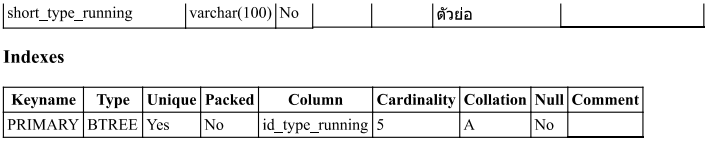 short_type_running varchar(100) No ตัวย่อ
Indexes
Keyname Type Unique Packed Column Cardinality Collation Null Comment
PRIMARY BTREE Yes No id_type_running 5 A No